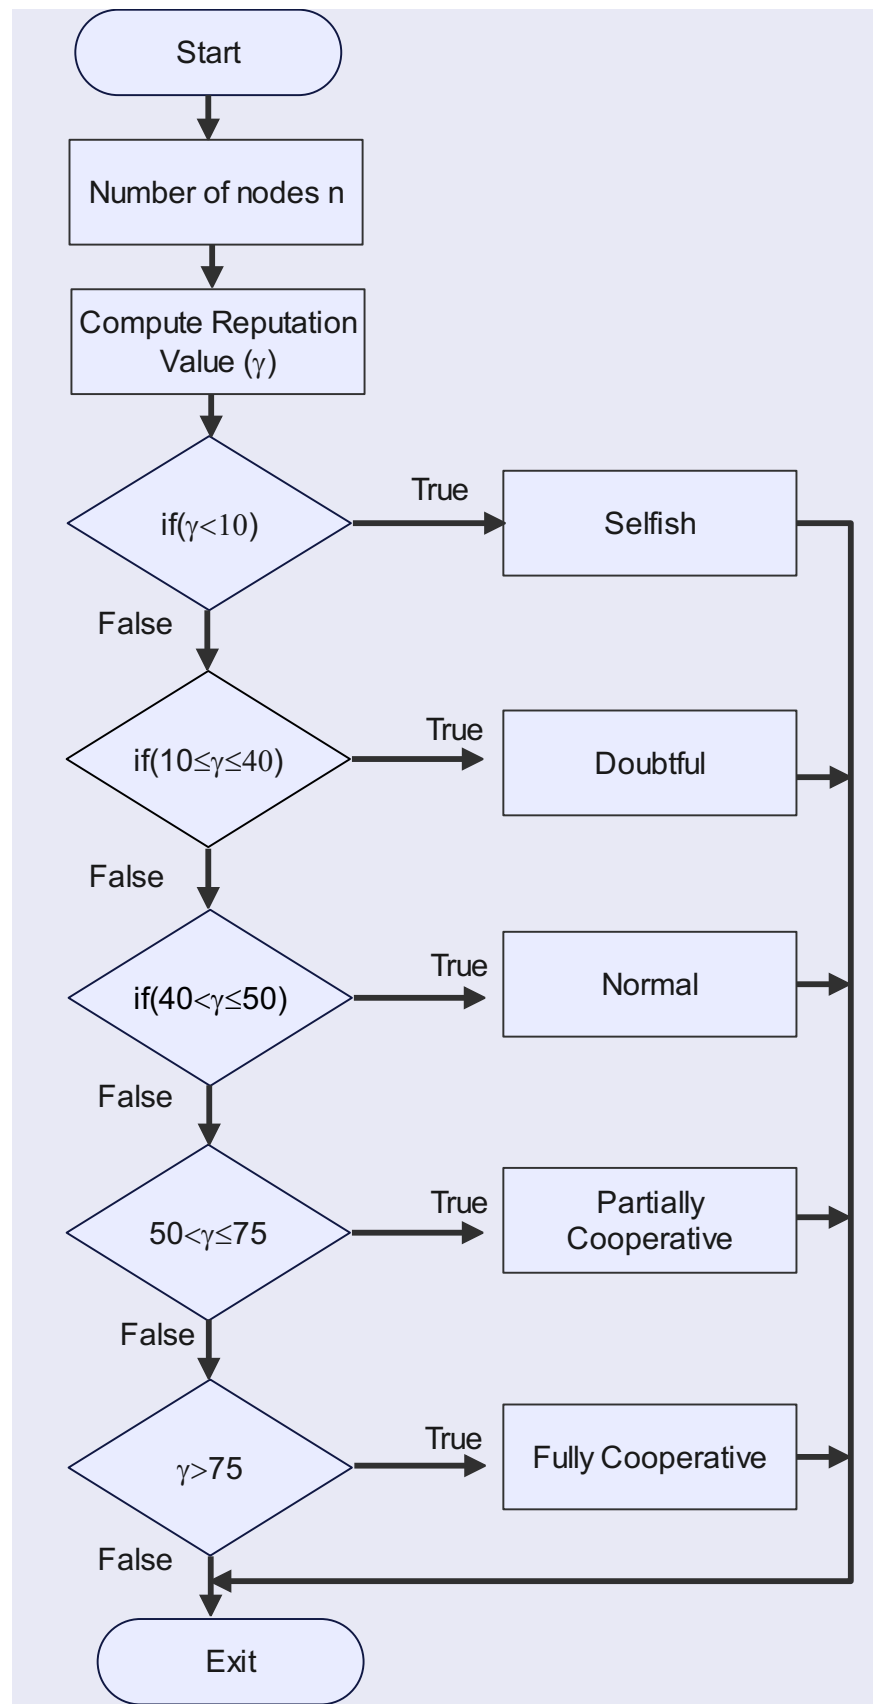 Start
Number of nodes n
Compute Reputation
Value (γ)
if(γ<10)
True
Selfish
False
if(10≤γ≤40)
True
Doubtful
False
if(40<γ≤50)
True
Normal
False
50<γ≤75
True
Partially
Cooperative
False
γ>75
True
Fully Cooperative
False
Exit